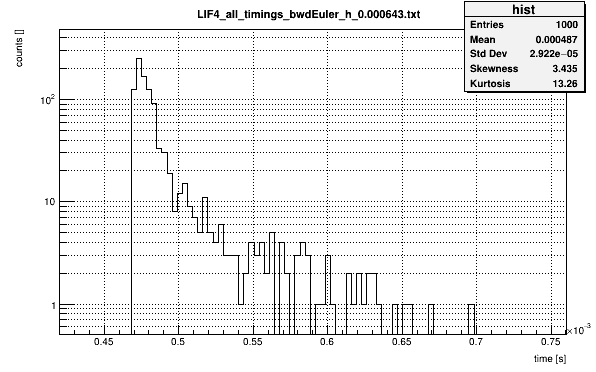 LIF4_all_timings_bwdEuler_h_0.000643.txt
hist
Entries 1000
Mean 0.000487
Std Dev 2.922e−05
Skewness 3.435
Kurtosis 13.26
counts []
10²
10
1
0.45 0.5 0.55 0.6 0.65 0.7 0.75
×10⁻³
time [s]